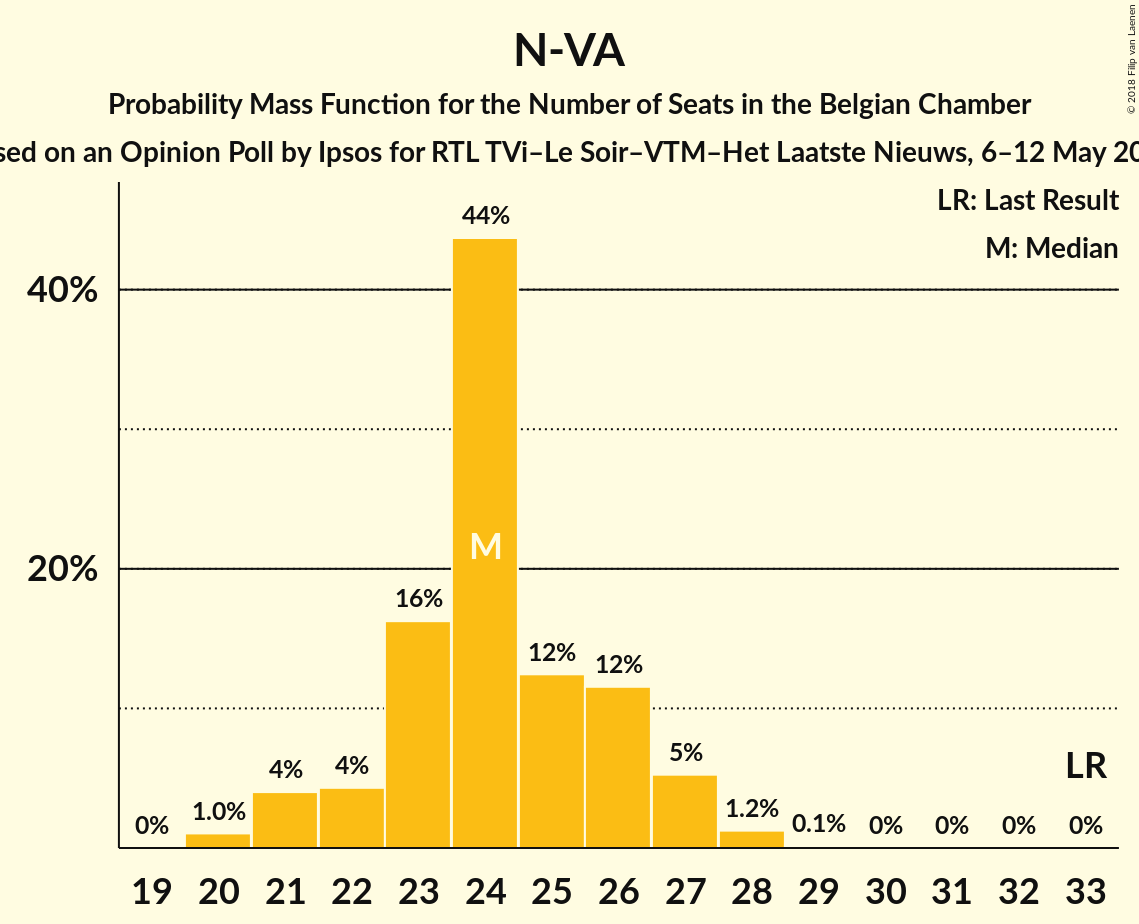 N-VA
Probability Mass Function for the Number of Seats in the Belgian Chamber
on an Opinion Poll by Ipsos for RTL TVi–Le Soir–VTM–Het Laatste Nieuws, 6–12 May
© 2018 Filip van Laenen
LR: Last Result
M: Median
44%
40%
M
20%
16%
12%
12%
5%
4%
4%
1.0%
1.2%
0.1%
0%
0%
0%
0%
0%
LR
19 20 21 22 23 24 25 26 27 28 29 30 31 32 33